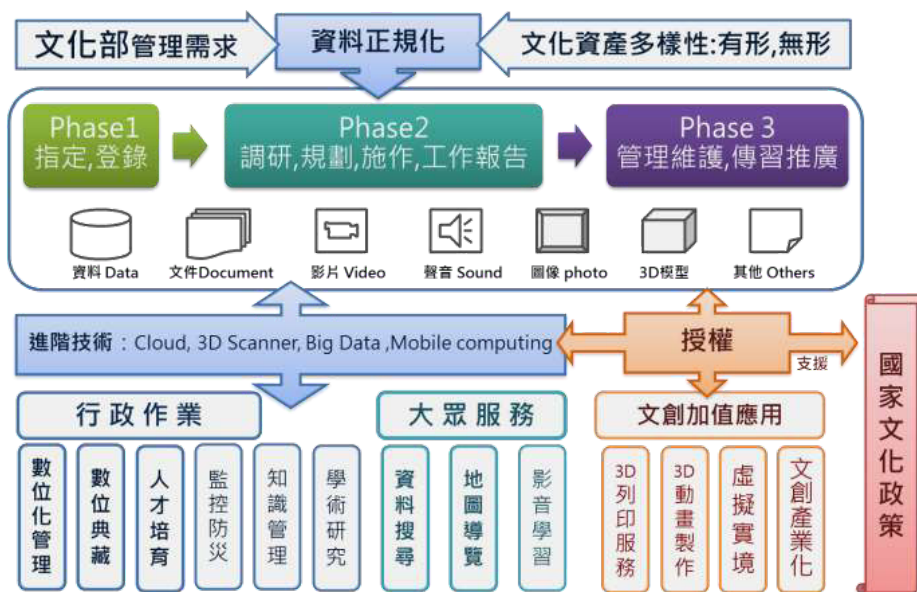 文化部管理需求
資料正規化
文化資產多樣性:有形,無形
Phase1
指定,登錄
Phase2
調研,規劃,施作,工作報告
Phase 3
管理維護,傳習推廣
資料 Data
文件Document
影片 Video
聲音 Sound
圖像 photo
3D模型
其他 Others
進階技術：Cloud, 3D Scanner, Big Data ,Mobile computing
授權
支援
國家文化政策
行政作業
大眾服務
文創加值應用
數位化管理
數位典藏
人才培育
監控防災
知識管理
學術研究
資料搜尋
地圖導覽
影音學習
3D列印服務
3D動畫製作
虛擬實境
文創產業化